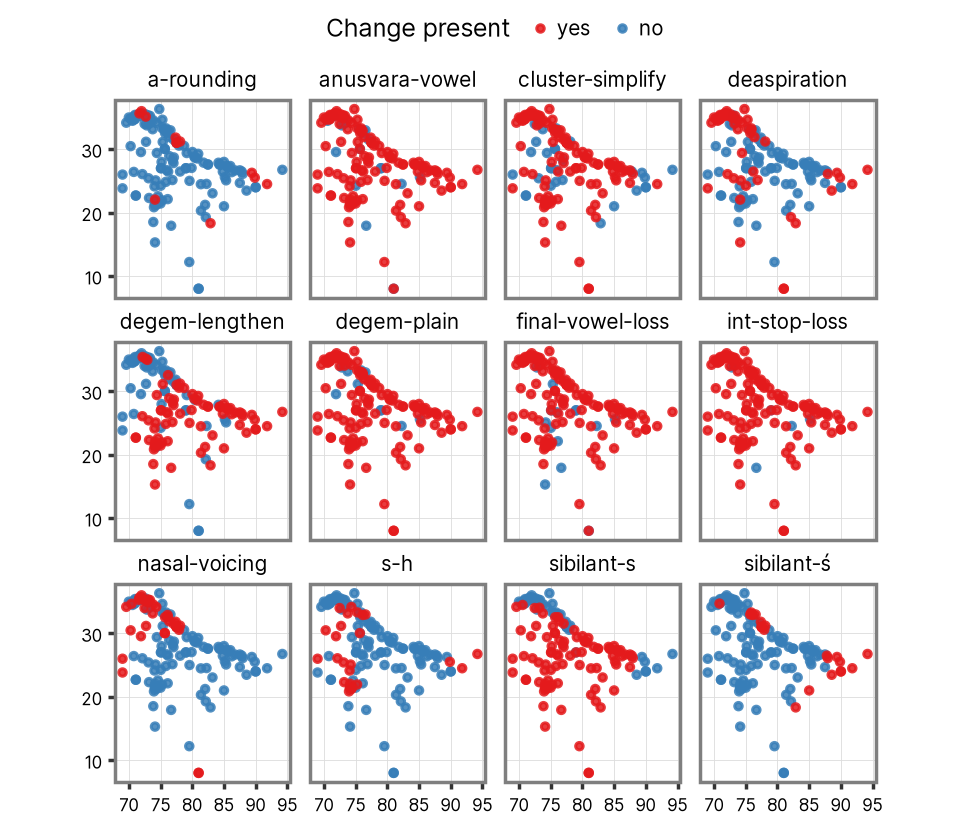 Change present yes no
a-rounding anusvara-vowel cluster-simplify deaspiration
30
20
10
degem-lengthen degem-plain final-vowel-loss int-stop-loss
30
20
10
nasal-voicing s-h sibilant-s sibilant-ś
30
20
10
70 75 80 85 90 95 70 75 80 85 90 95 70 75 80 85 90 95 70 75 80 85 90 95